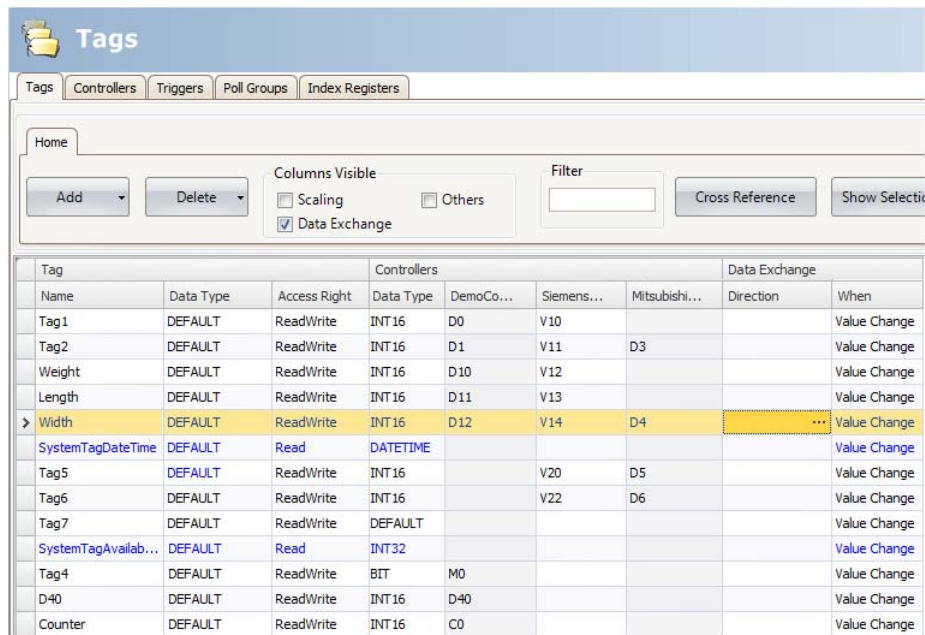 Tags
Tags Controllers Triggers Poll Groups Index Registers
Home
Columns Visible Filter
Add Delete Scaling Others Cross Reference Show Selectio
Data Exchange
Tag Controllers Data Exchange
Name Data Type Access Right Data Type DemoCo... Siemens... Mitsubishi... Direction When
Tag1 DEFAULT ReadWrite INT16 D0 V10 Value Change
Tag2 DEFAULT ReadWrite INT16 D1 V11 D3 Value Change
Weight DEFAULT ReadWrite INT16 D10 V12 Value Change
Length DEFAULT ReadWrite INT16 D11 V13 Value Change
> Width DEFAULT ReadWrite INT16 D12 V14 D4 ... Value Change
SystemTagDateTime DEFAULT Read DATETIME Value Change
Tag5 DEFAULT ReadWrite INT16 V20 D5 Value Change
Tag6 DEFAULT ReadWrite INT16 V22 D6 Value Change
Tag7 DEFAULT ReadWrite DEFAULT Value Change
SystemTagAvailab... DEFAULT Read INT32 Value Change
Tag4 DEFAULT ReadWrite BIT M0 Value Change
D40 DEFAULT ReadWrite INT16 D40 Value Change
Counter DEFAULT ReadWrite INT16 C0 Value Change